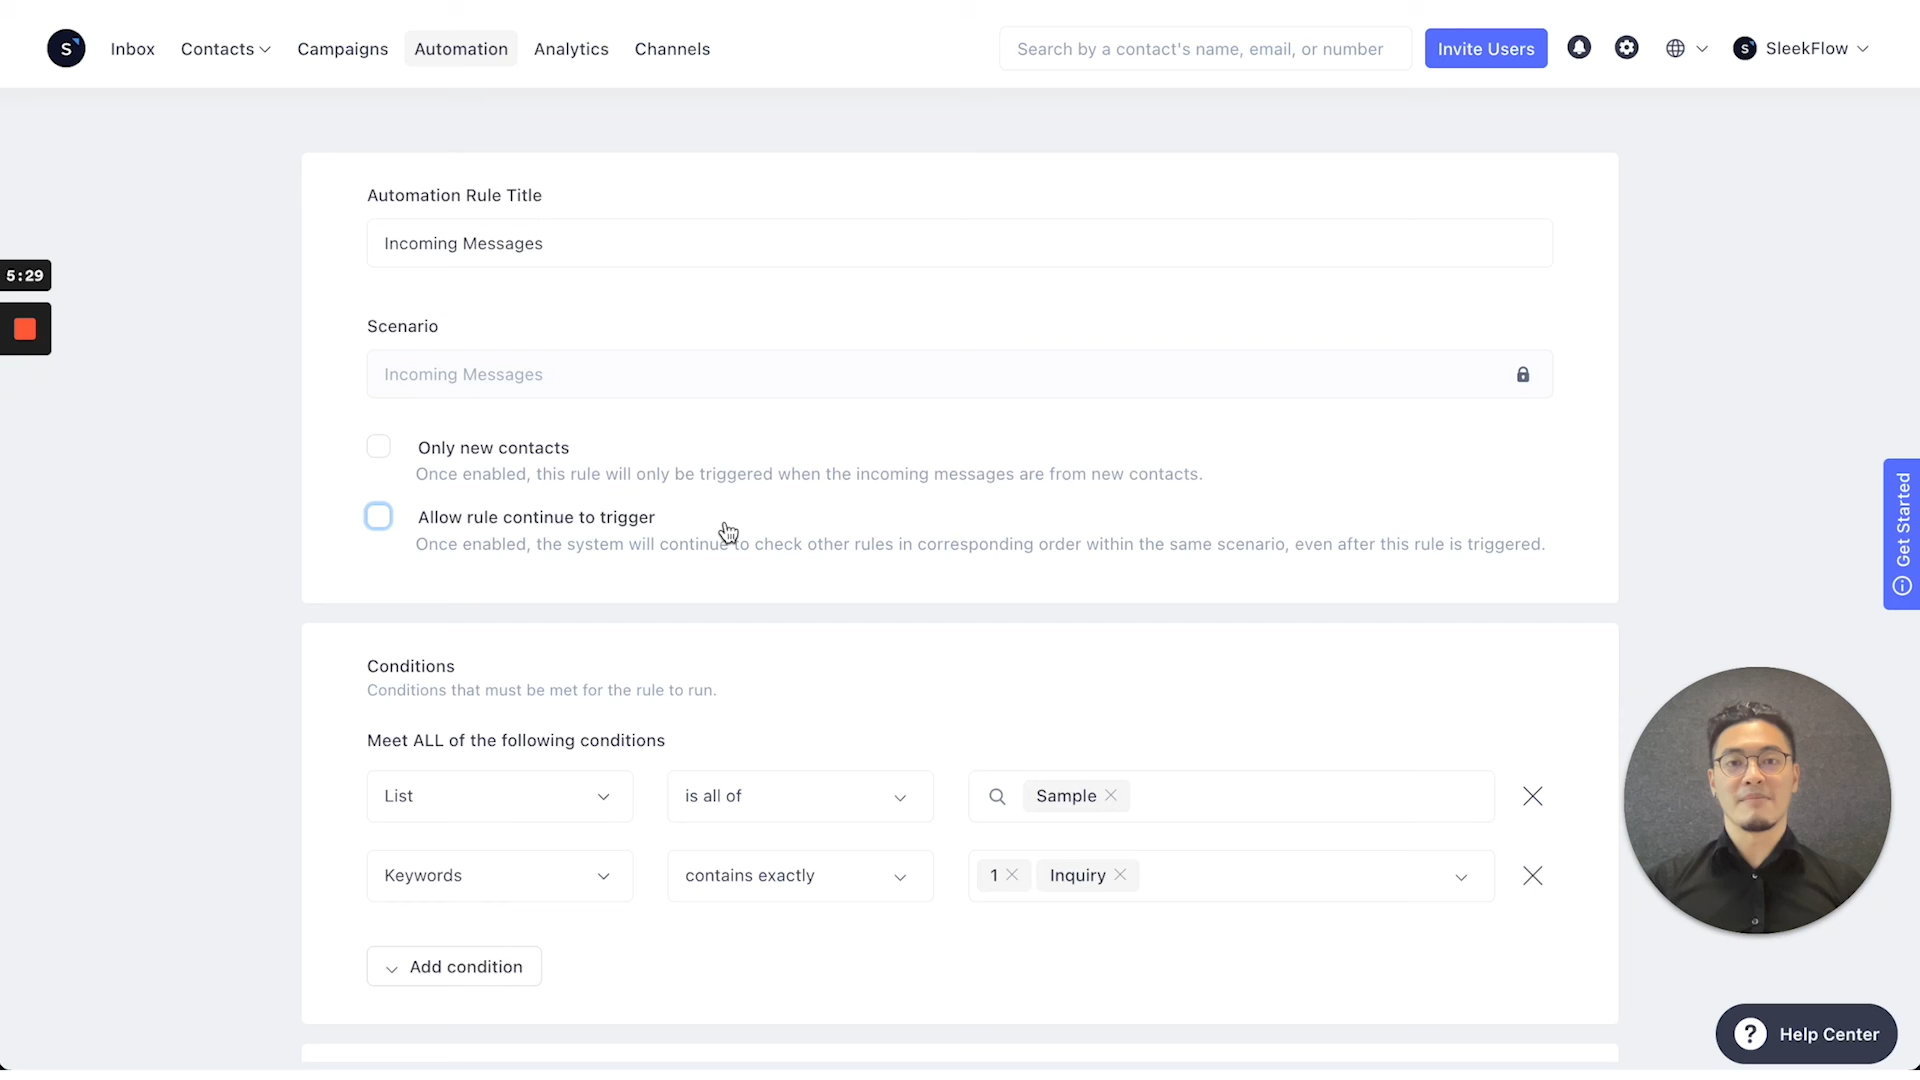 S Inbox Contacts Campaigns Automation Analytics Channels Search by a contact's name, email, or number Invite Users S SleekFlow
Automation Rule Title
Incoming Messages
5:29
Scenario
Incoming Messages
Only new contacts
Once enabled, this rule will only be triggered when the incoming messages are from new contacts.
Allow rule continue to trigger
Once enabled, the system will continue to check other rules in corresponding order within the same scenario, even after this rule is triggered.
Get Started
Conditions
Conditions that must be met for the rule to run.
Meet ALL of the following conditions
List is all of Sample
Keywords contains exactly 1 Inquiry
Add condition
? Help Center